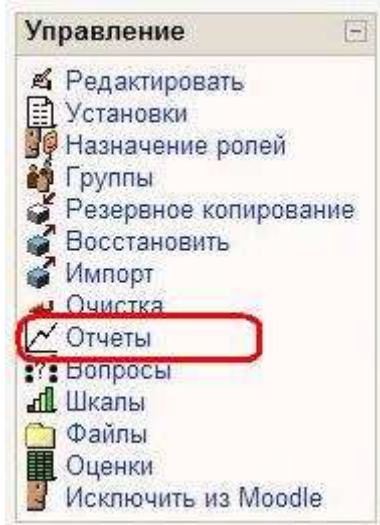 Управление
Редактировать
Установки
Назначение ролей
Группы
Резервное копирование
Восстановить
Импорт
Очистка
Отчеты
Вопросы
Шкалы
Файлы
Оценки
Исключить из Moodle